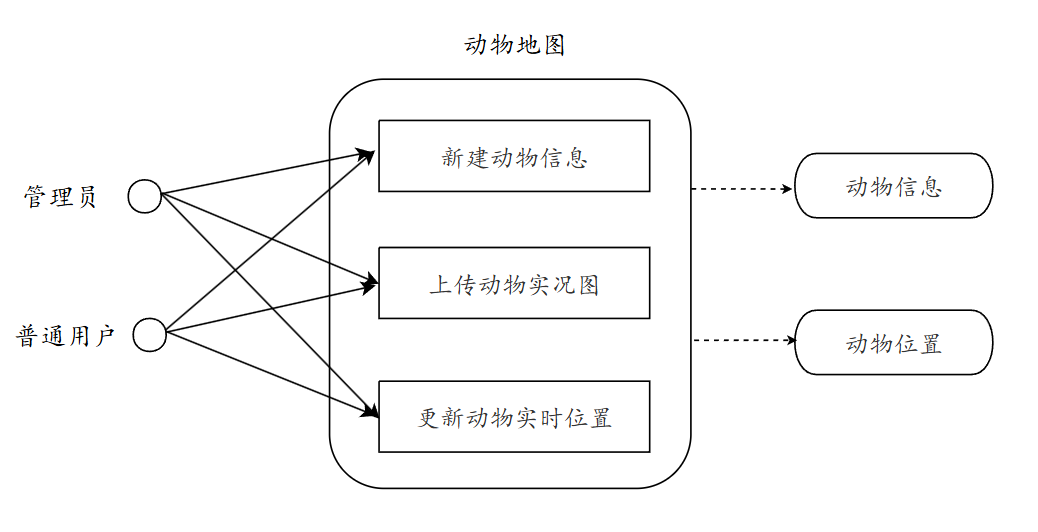 动物地图
新建动物信息
管理员
动物信息
上传动物实况图
普通用户
动物位置
更新动物实时位置